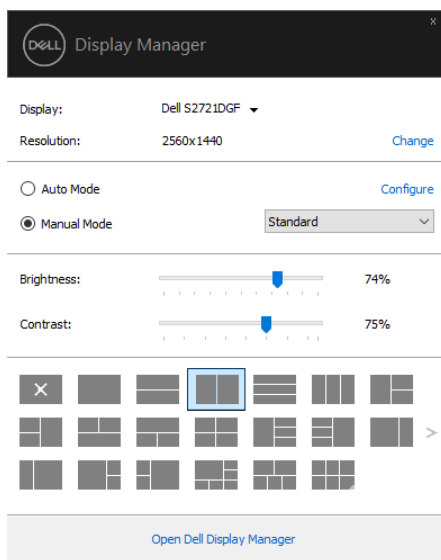 DELL Display Manager
Display: Dell S2721DGF
Resolution: 2560x1440 Change
Auto Mode Configure
Manual Mode Standard
Brightness: 74%
Contrast: 75%
Open Dell Display Manager